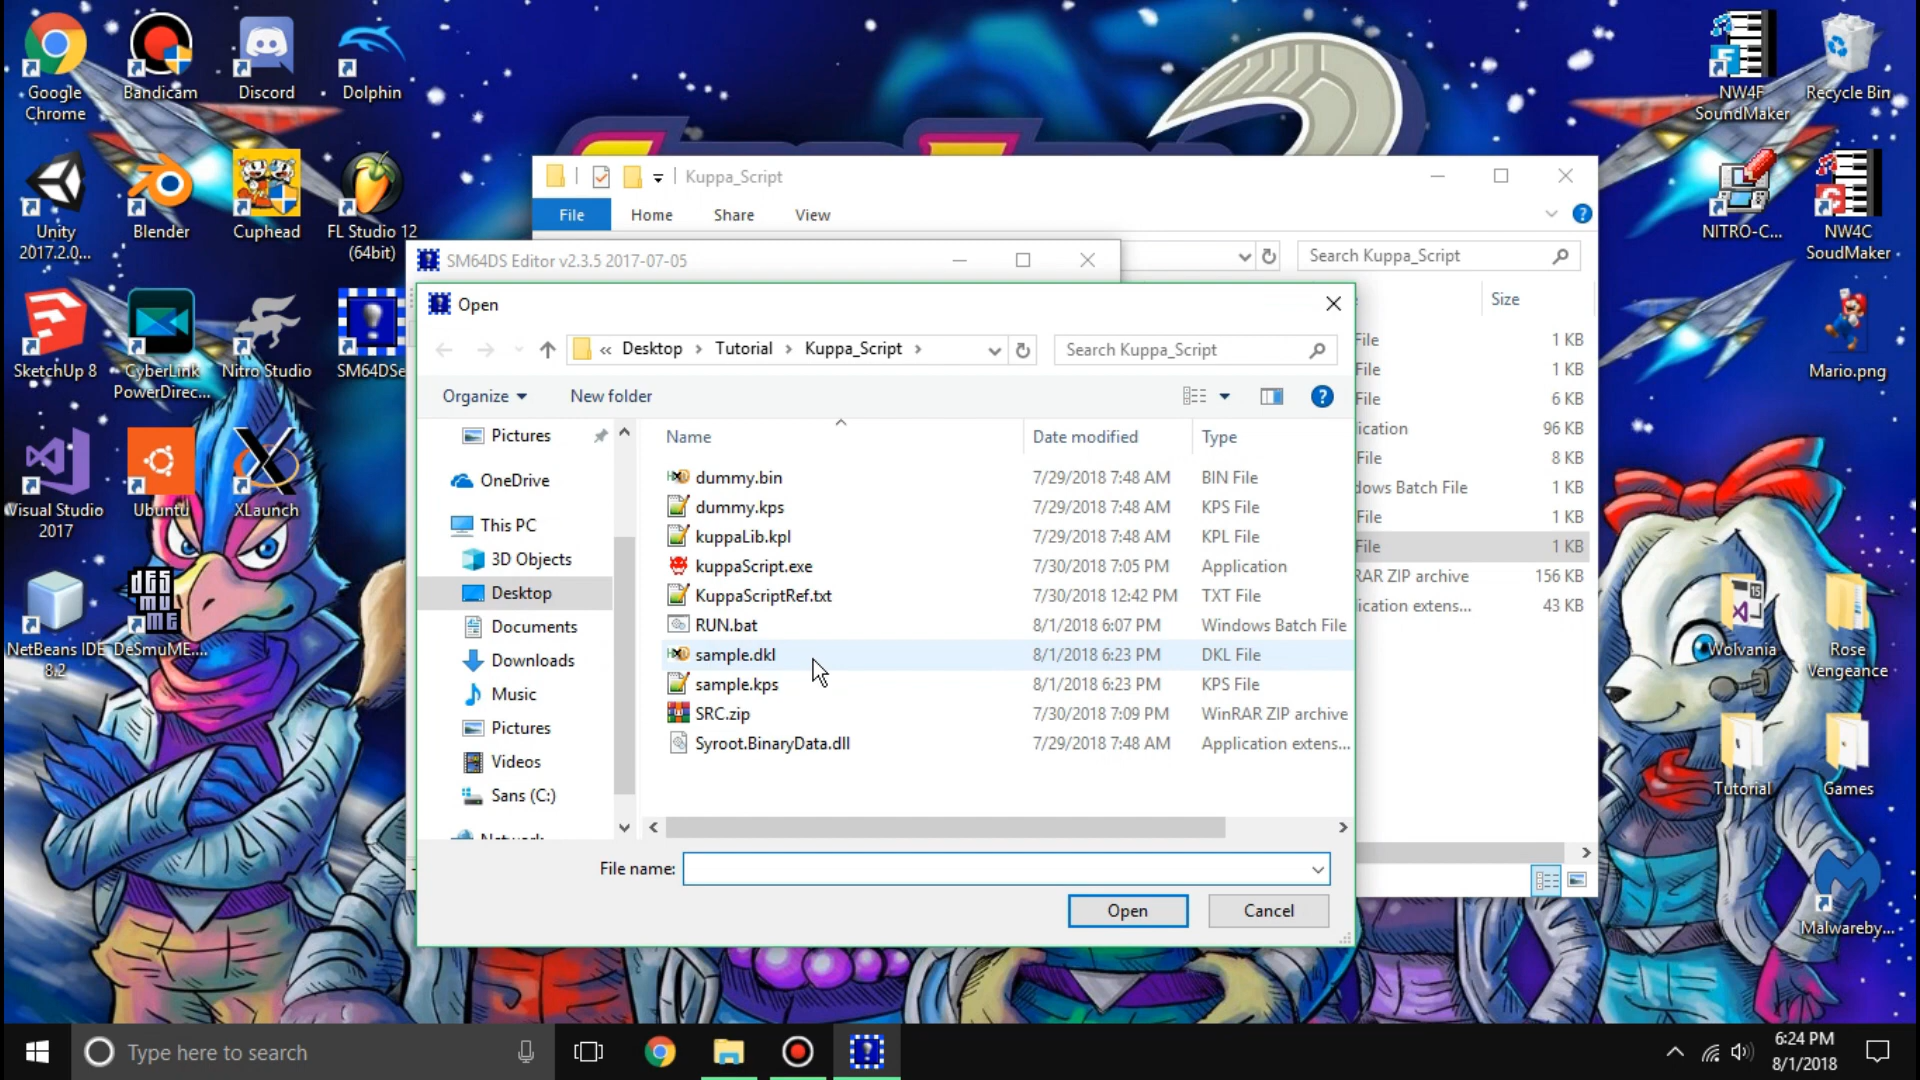 Google
Chrome
Bandicam
Discord
Dolphin
NW4F
SoundMaker
Recycle Bin
Unity
2017.2.0...
Blender
Cuphead
FL Studio 12
(64bit)
NITRO-C...
NW4C
SoudMaker
SketchUp 8
CyberLink
PowerDirec...
Nitro Studio
SM64DSe
Mario.png
Visual Studio
2017
Ubuntu
XLaunch
NetBeans IDE
8.2
DeSmuME....
Wolvania
Rose
Vengeance
Tutorial
Games
Malwareby...
Kuppa_Script
File
Home
Share
View
Search Kuppa_Script
Size
File 1 KB
File 1 KB
File 6 KB
ication 96 KB
File 8 KB
dows Batch File 1 KB
File 1 KB
File 1 KB
RAR ZIP archive 156 KB
ication extens... 43 KB
SM64DS Editor v2.3.5 2017-07-05
Open
« Desktop › Tutorial › Kuppa_Script ›
Search Kuppa_Script
Organize
New folder
Pictures
OneDrive
This PC
3D Objects
Desktop
Documents
Downloads
Music
Pictures
Videos
Sans (C:)
Network
Name Date modified Type
dummy.bin 7/29/2018 7:48 AM BIN File
dummy.kps 7/29/2018 7:48 AM KPS File
kuppaLib.kpl 7/29/2018 7:48 AM KPL File
kuppaScript.exe 7/30/2018 7:05 PM Application
KuppaScriptRef.txt 7/30/2018 12:42 PM TXT File
RUN.bat 8/1/2018 6:07 PM Windows Batch File
sample.dkl 8/1/2018 6:23 PM DKL File
sample.kps 8/1/2018 6:23 PM KPS File
SRC.zip 7/30/2018 7:09 PM WinRAR ZIP archive
Syroot.BinaryData.dll 7/29/2018 7:48 AM Application extens...
File name:
Open
Cancel
Type here to search
6:24 PM
8/1/2018